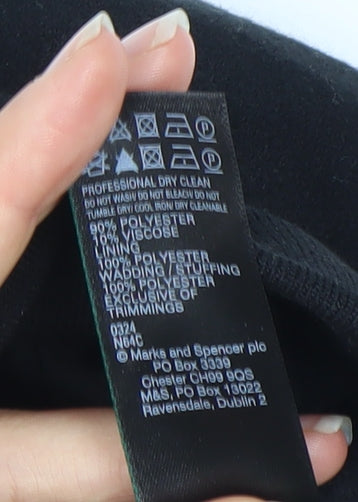 P
P
PROFESSIONAL DRY CLEAN
DO NOT WASH/ DO NOT BLEACH/ DO NOT
TUMBLE DRY/ COOL IRON/ DRY CLEANABLE
90% POLYESTER
10% VISCOSE
LINING
100% POLYESTER
WADDING / STUFFING
100% POLYESTER
EXCLUSIVE OF
TRIMMINGS
0324
N64C
© Marks and Spencer plc
PO Box 3339
Chester CH99 9QS
M&S, PO Box 13022
Ravensdale, Dublin 2